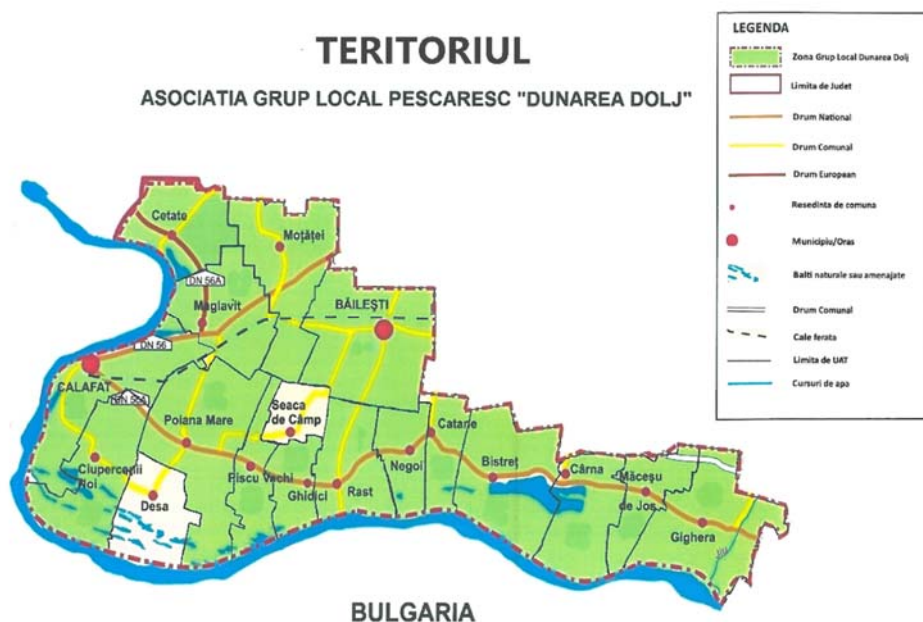 TERITORIUL
ASOCIATIA GRUP LOCAL PESCARESC "DUNAREA DOLJ"
LEGENDA
Zona Grup Local Dunarea Dolj
Limita de Judet
Drum National
Drum Comunal
Drum European
Resedinta de comuna
Municipiu/Oras
Balti naturale sau amenajate
Drum Comunal
Cale ferata
Limita de UAT
Cursuri de apa
Cetate
Moțăței
DN 56A
Maglavit
BĂILEȘTI
DN 56
CALAFAT
Seaca
de Câmp
Poiana Mare
Catane
Ciupercenii
Noi
Desa
Piscu Vechi
Ghidici
Rast
Negoi
Bistreț
Cârna
Măceșu
de Jos
Gighera
Jiu
BULGARIA